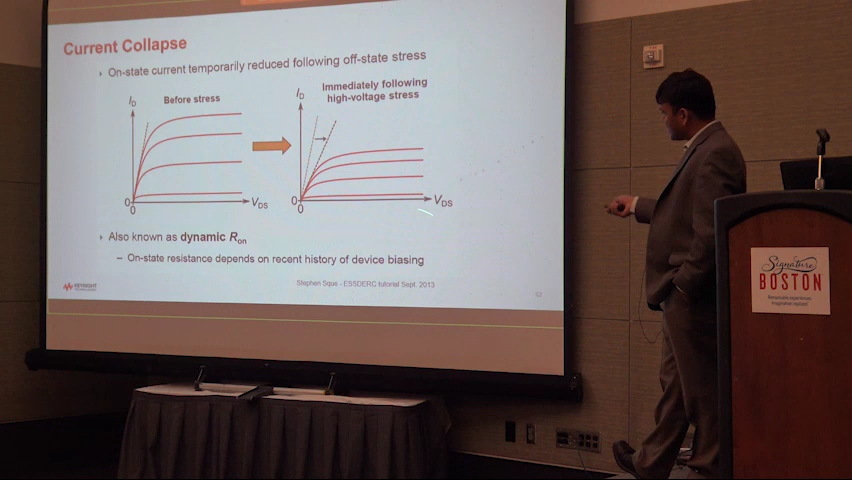 Current Collapse
On-state current temporarily reduced following off-state stress
ID
Before stress
VDS
0
0
ID
Immediately following
high-voltage stress
VDS
0
0
Also known as dynamic Ron
– On-state resistance depends on recent history of device biasing
KEYSIGHT
TECHNOLOGIES
Stephen Sque - ESSDERC tutorial Sept. 2013
Signature
BOSTON